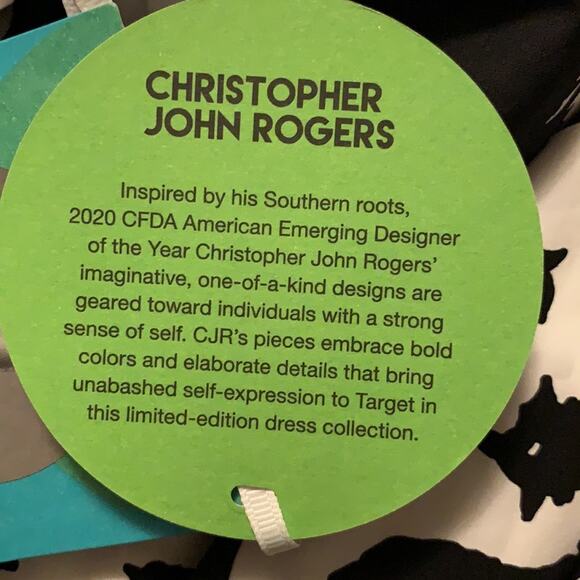 CHRISTOPHER
JOHN ROGERS
Inspired by his Southern roots,
2020 CFDA American Emerging Designer
of the Year Christopher John Rogers’
imaginative, one-of-a-kind designs are
geared toward individuals with a strong
sense of self. CJR’s pieces embrace bold
colors and elaborate details that bring
unabashed self-expression to Target in
this limited-edition dress collection.